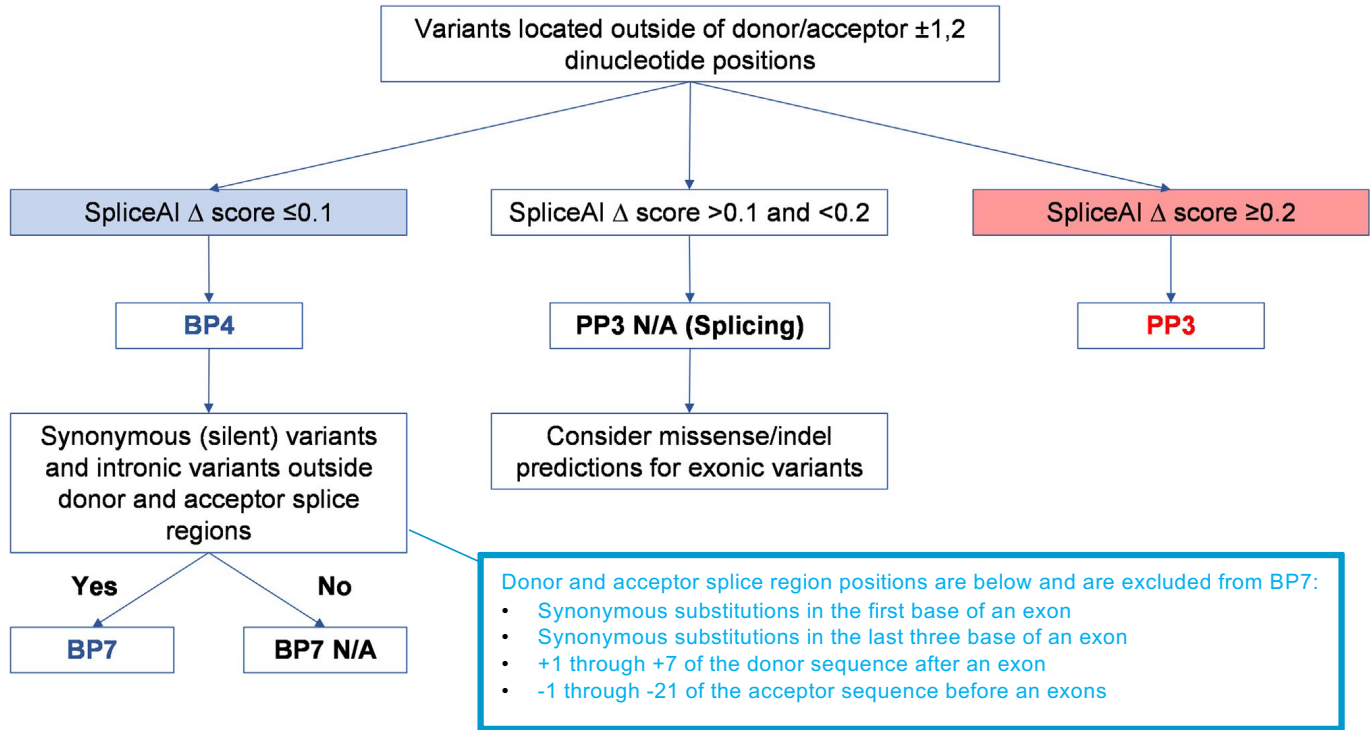 Variants located outside of donor/acceptor ±1,2
dinucleotide positions
SpliceAI Δ score ≤0.1
SpliceAI Δ score >0.1 and <0.2
SpliceAI Δ score ≥0.2
BP4
PP3 N/A (Splicing)
PP3
Synonymous (silent) variants
and intronic variants outside
donor and acceptor splice
regions
Consider missense/indel
predictions for exonic variants
Yes
No
BP7
BP7 N/A
Donor and acceptor splice region positions are below and are excluded from BP7:
• Synonymous substitutions in the first base of an exon
• Synonymous substitutions in the last three base of an exon
• +1 through +7 of the donor sequence after an exon
• -1 through -21 of the acceptor sequence before an exons